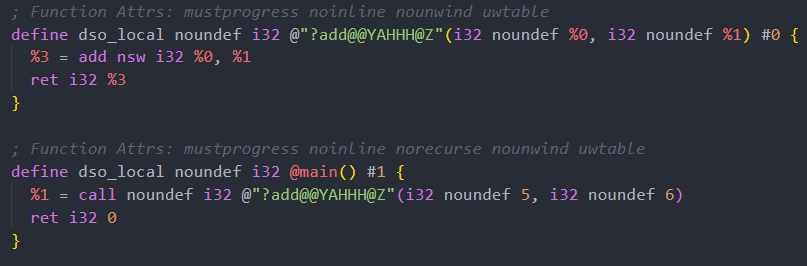 ; Function Attrs: mustprogress noinline nounwind uwtable
define dso_local noundef i32 @"?add@@YAHHH@Z"(i32 noundef %0, i32 noundef %1) #0 {
%3 = add nsw i32 %0, %1
ret i32 %3
}
; Function Attrs: mustprogress noinline norecurse nounwind uwtable
define dso_local noundef i32 @main() #1 {
%1 = call noundef i32 @"?add@@YAHHH@Z"(i32 noundef 5, i32 noundef 6)
ret i32 0
}